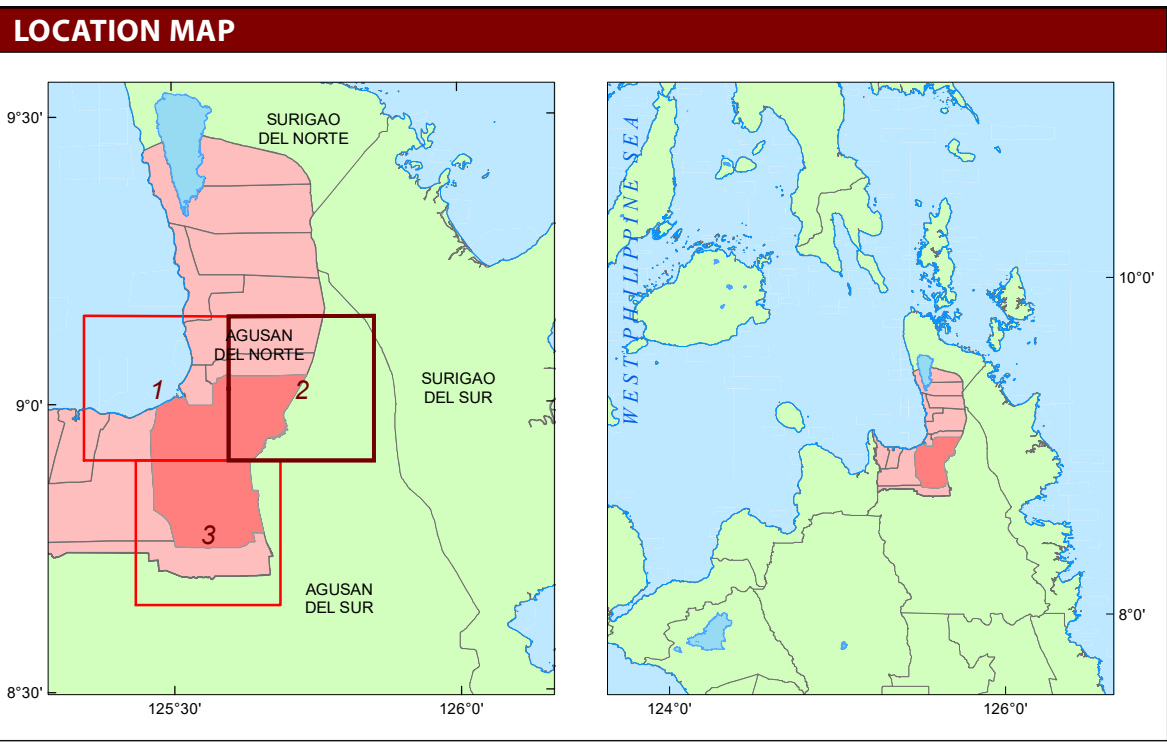 LOCATION MAP
9°30'
SURIGAO
DEL NORTE
AGUSAN
DEL NORTE
1
2
SURIGAO
DEL SUR
9°0'
3
AGUSAN
DEL SUR
8°30'
125°30'
126°0'
WEST PHILIPPINE SEA
10°0'
8°0'
124°0'
126°0'